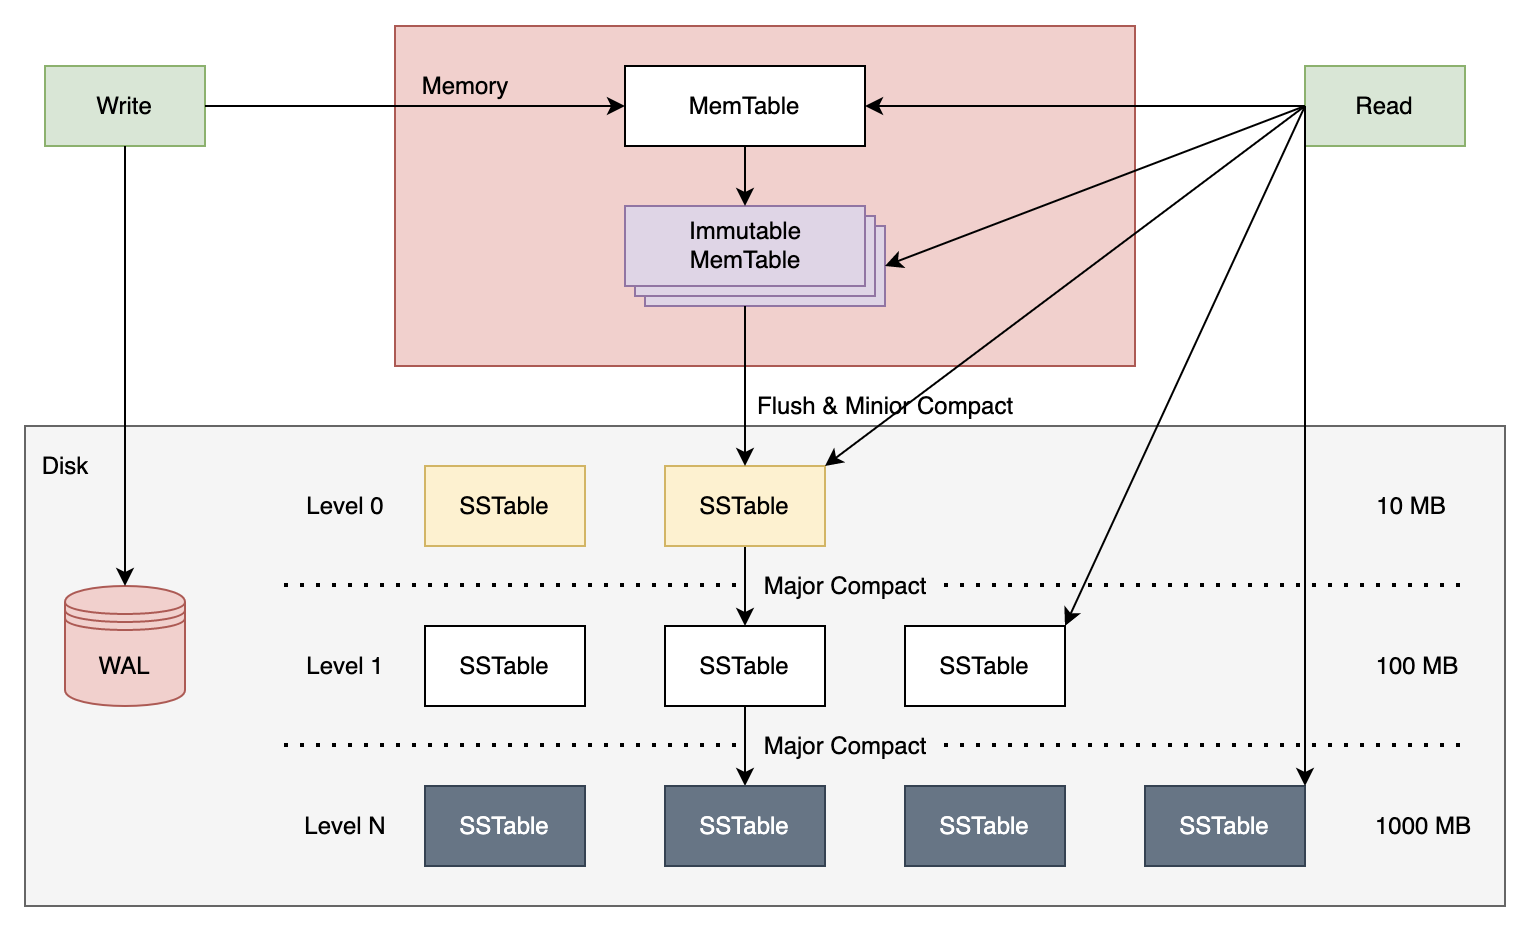 Write
Memory
MemTable
Read
Immutable
MemTable
Flush & Minior Compact
Disk
Level 0
SSTable
SSTable
10 MB
Major Compact
WAL
Level 1
SSTable
SSTable
SSTable
100 MB
Major Compact
Level N
SSTable
SSTable
SSTable
SSTable
1000 MB